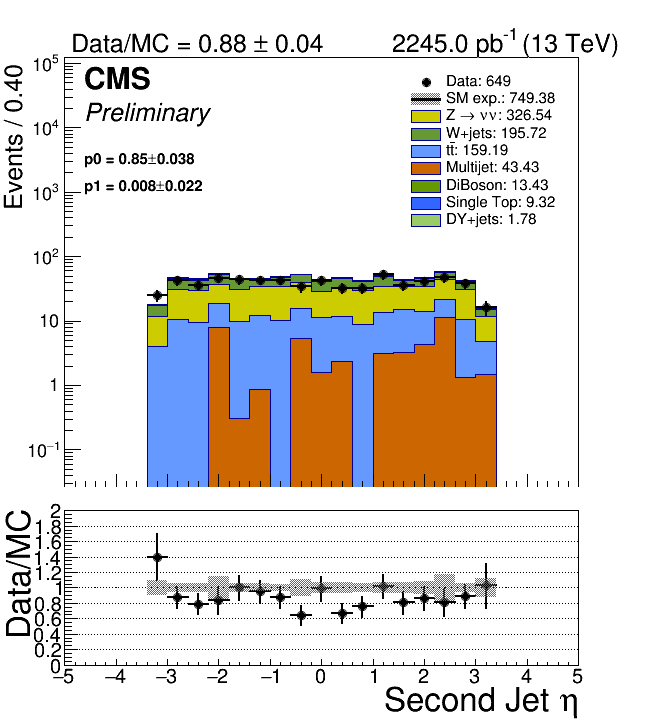 Data/MC = 0.88 ± 0.04 2245.0 pb⁻¹ (13 TeV)
Events / 0.40
CMS
Preliminary
p0 = 0.85±0.038
p1 = 0.008±0.022
Data: 649
SM exp.: 749.38
Z → νν: 326.54
W+jets: 195.72
tt̄: 159.19
Multijet: 43.43
DiBoson: 13.43
Single Top: 9.32
DY+jets: 1.78
10⁵
10⁴
10³
10²
10
1
10⁻¹
Data/MC
2
1.8
1.6
1.4
1.2
1
0.8
0.6
0.4
0.2
0
−5 −4 −3 −2 −1 0 1 2 3 4 5
Second Jet η